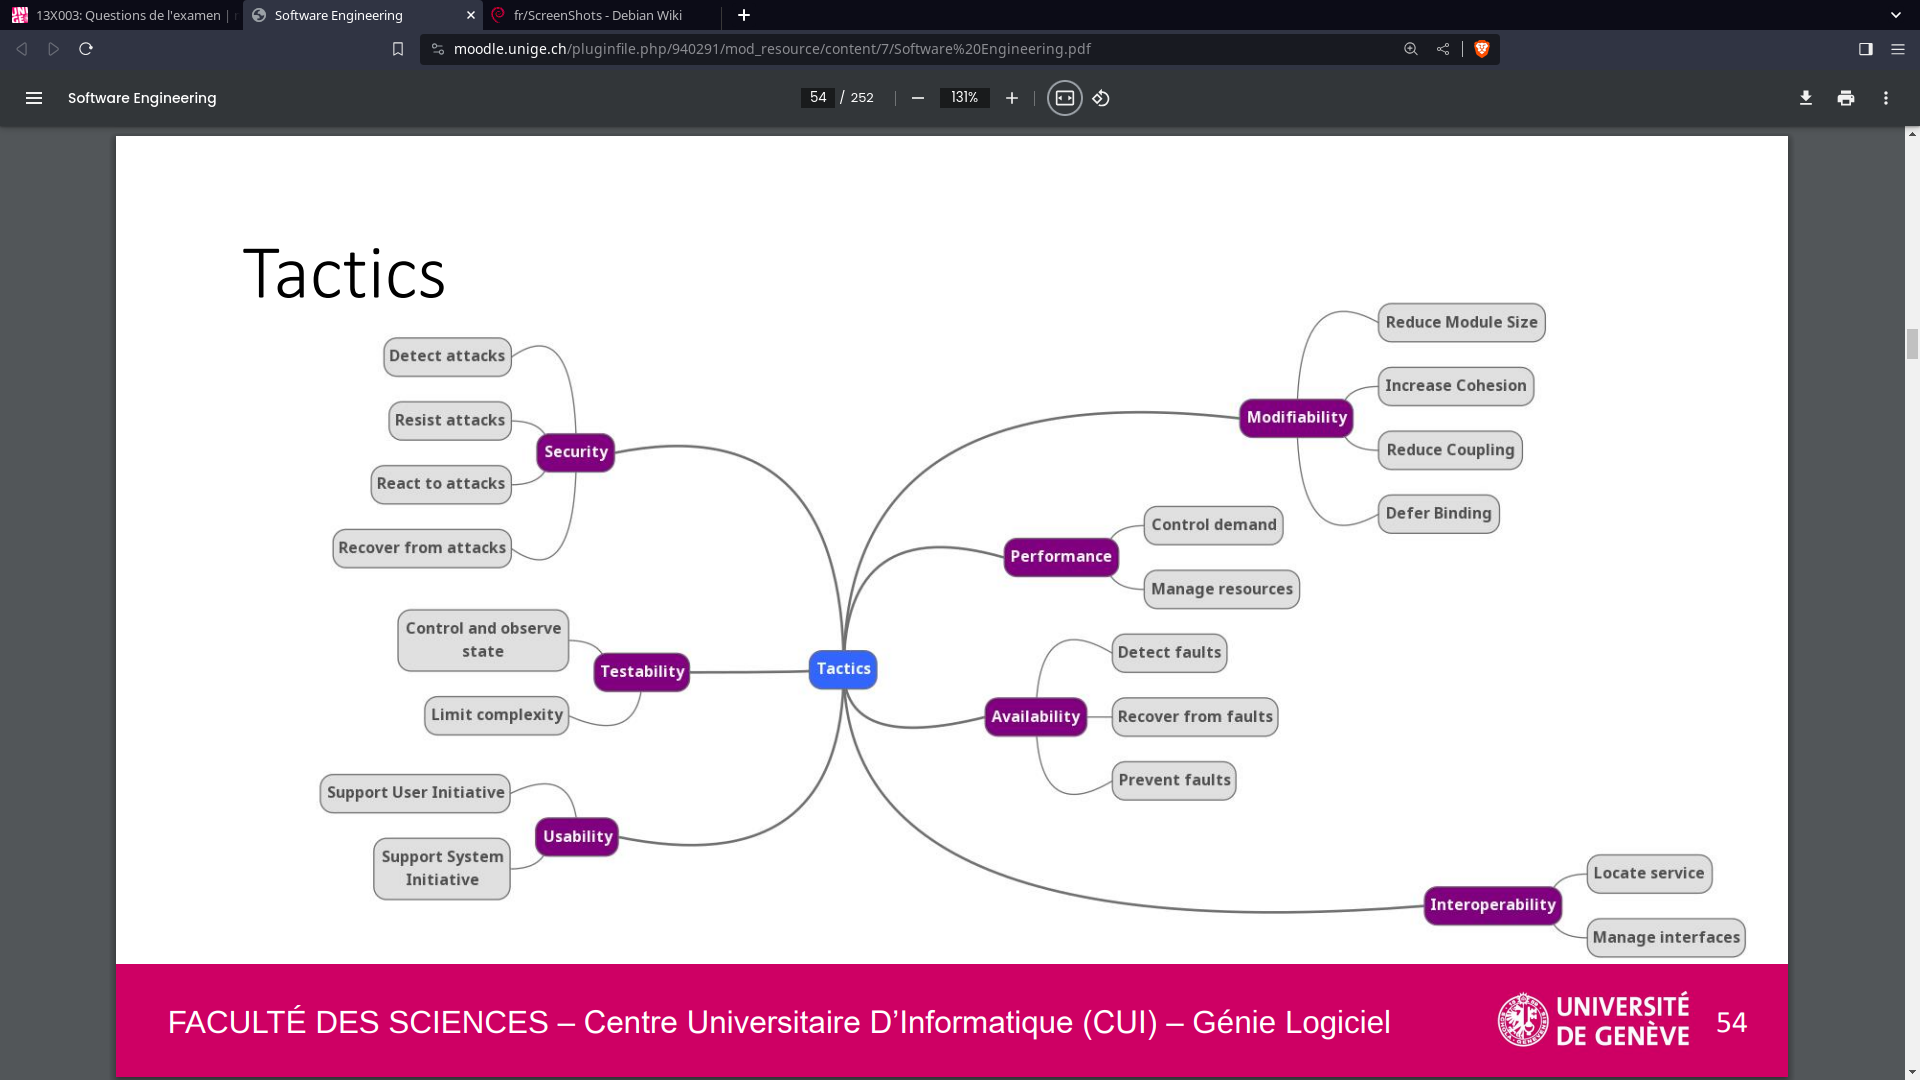 13X003: Questions de l'examen |
Software Engineering
fr/ScreenShots - Debian Wiki
moodle.unige.ch/pluginfile.php/940291/mod_resource/content/7/Software%20Engineering.pdf
Software Engineering
54 / 252
131%
Tactics
Detect attacks
Resist attacks
Security
React to attacks
Recover from attacks
Control and observe
state
Testability
Limit complexity
Support User Initiative
Usability
Support System
Initiative
Tactics
Reduce Module Size
Increase Cohesion
Modifiability
Reduce Coupling
Defer Binding
Control demand
Performance
Manage resources
Detect faults
Availability
Recover from faults
Prevent faults
Locate service
Interoperability
Manage interfaces
FACULTÉ DES SCIENCES – Centre Universitaire D’Informatique (CUI) – Génie Logiciel
UNIVERSITÉ
DE GENÈVE
54